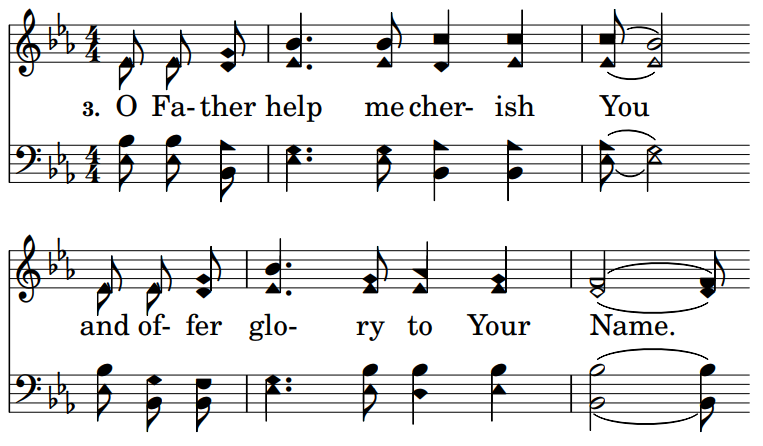 3. O Fa- ther help me cher- ish You
and of- fer glo- ry to Your Name.